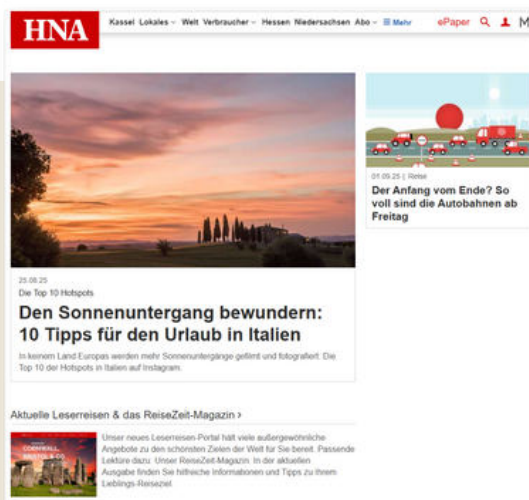 HNA
Kassel Lokales Welt Verbraucher Hessen Niedersachsen Abo Mehr ePaper
25.08.25
Die Top 10 Hotspots
Den Sonnenuntergang bewundern:
10 Tipps für den Urlaub in Italien
In keinem Land Europas werden mehr Sonnenuntergänge gefilmt und fotografiert: Die
Top 10 der Hotspots in Italien auf Instagram.
01.09.25 | Reise
Der Anfang vom Ende? So
voll sind die Autobahnen ab
Freitag
Aktuelle Leserreisen & das ReiseZeit-Magazin ›
CORNWALL,
BRISTOL & CO
Unser neues Leserreisen-Portal hält viele außergewöhnliche
Angebote zu den schönsten Zielen der Welt für Sie bereit. Passende
Lektüre dazu: Unser ReiseZeit-Magazin. In der aktuellen
Ausgabe finden Sie hilfreiche Informationen und Tipps zu Ihrem
Lieblings-Reiseziel.